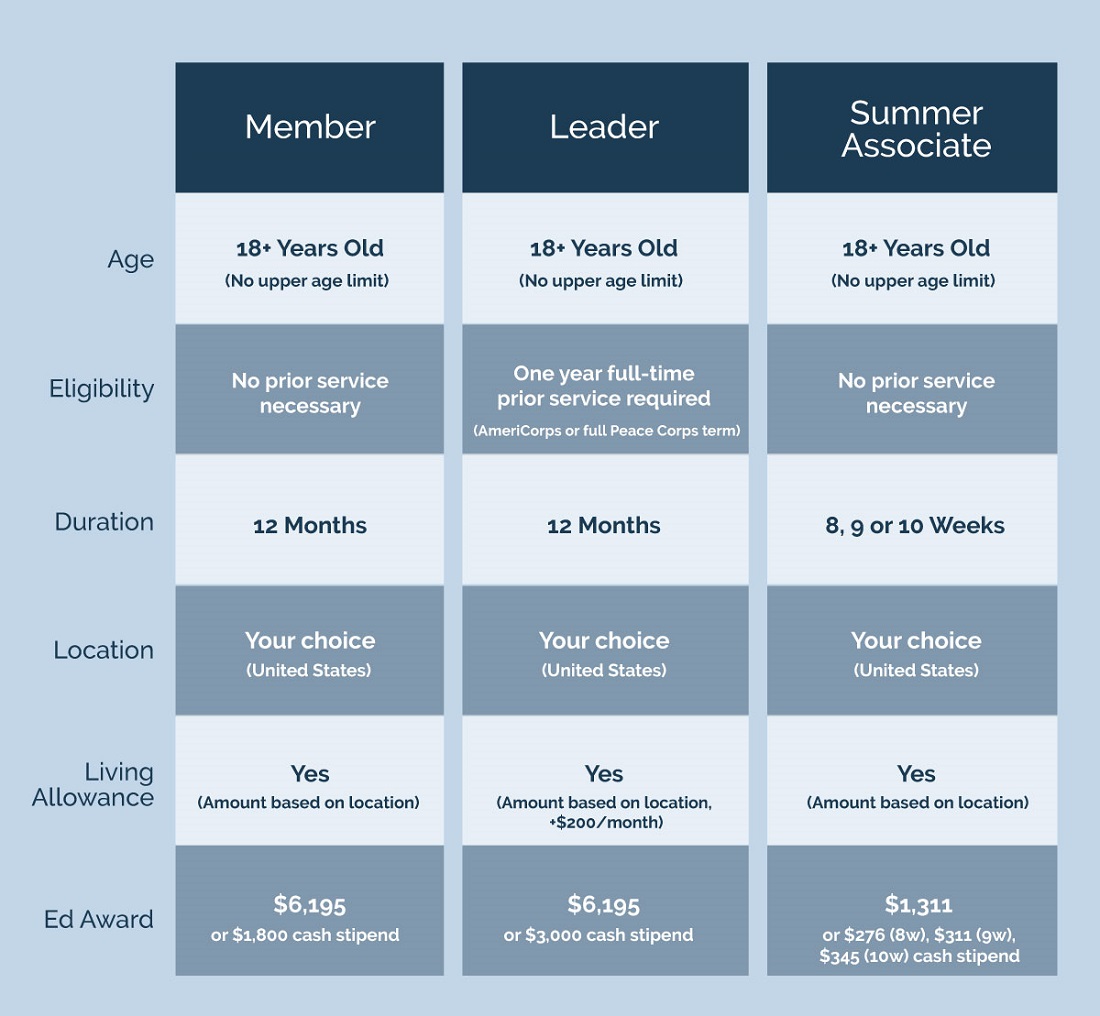 Member
Leader
Summer
Associate
Age
18+ Years Old
(No upper age limit)
18+ Years Old
(No upper age limit)
18+ Years Old
(No upper age limit)
Eligibility
No prior service
necessary
One year full-time
prior service required
(AmeriCorps or full Peace Corps term)
No prior service
necessary
Duration
12 Months
12 Months
8, 9 or 10 Weeks
Location
Your choice
(United States)
Your choice
(United States)
Your choice
(United States)
Living
Allowance
Yes
(Amount based on location)
Yes
(Amount based on location,
+$200/month)
Yes
(Amount based on location)
Ed Award
$6,195
or $1,800 cash stipend
$6,195
or $3,000 cash stipend
$1,311
or $276 (8w), $311 (9w),
$345 (10w) cash stipend